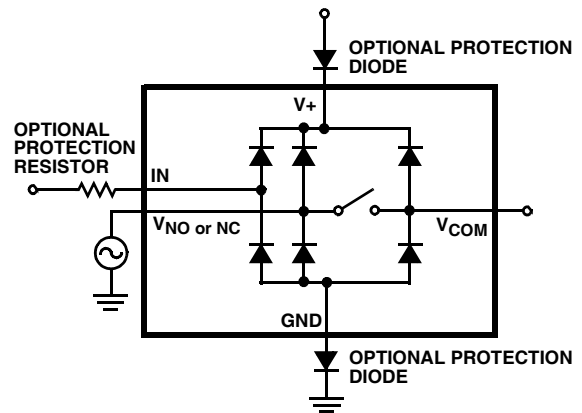 OPTIONAL PROTECTION
DIODE
V+
OPTIONAL
PROTECTION
RESISTOR
IN
VNO or NC
VCOM
GND
OPTIONAL PROTECTION
DIODE